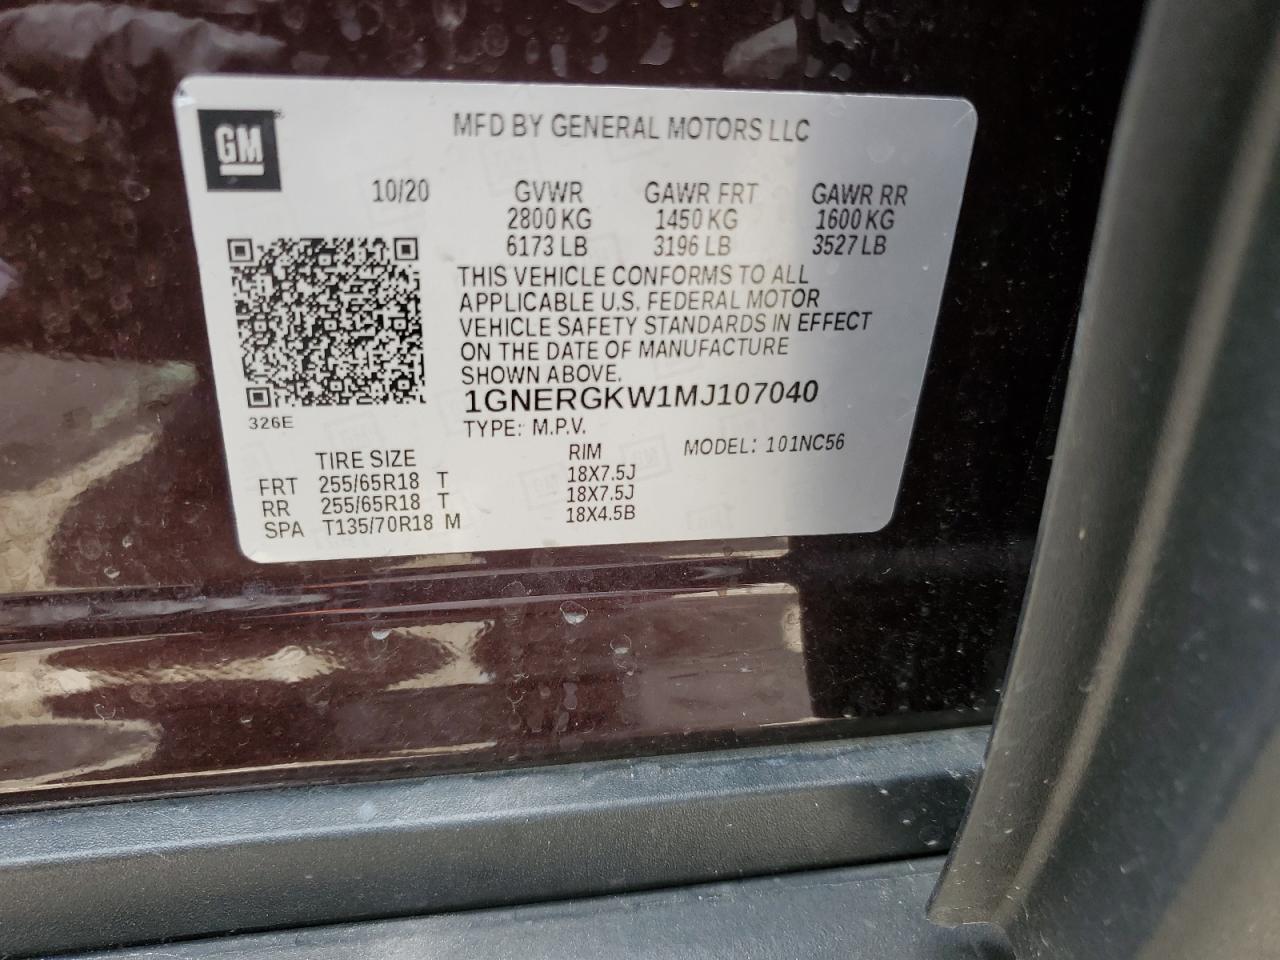 GM
MFD BY GENERAL MOTORS LLC
10/20 GVWR GAWR FRT GAWR RR
2800 KG 1450 KG 1600 KG
6173 LB 3196 LB 3527 LB
THIS VEHICLE CONFORMS TO ALL
APPLICABLE U.S. FEDERAL MOTOR
VEHICLE SAFETY STANDARDS IN EFFECT
ON THE DATE OF MANUFACTURE
SHOWN ABOVE.
1GNERGKW1MJ107040
326E
TYPE: M.P.V.
MODEL: 101NC56
TIRE SIZE RIM
FRT 255/65R18 T 18X7.5J
RR 255/65R18 T 18X7.5J
SPA T135/70R18 M 18X4.5B